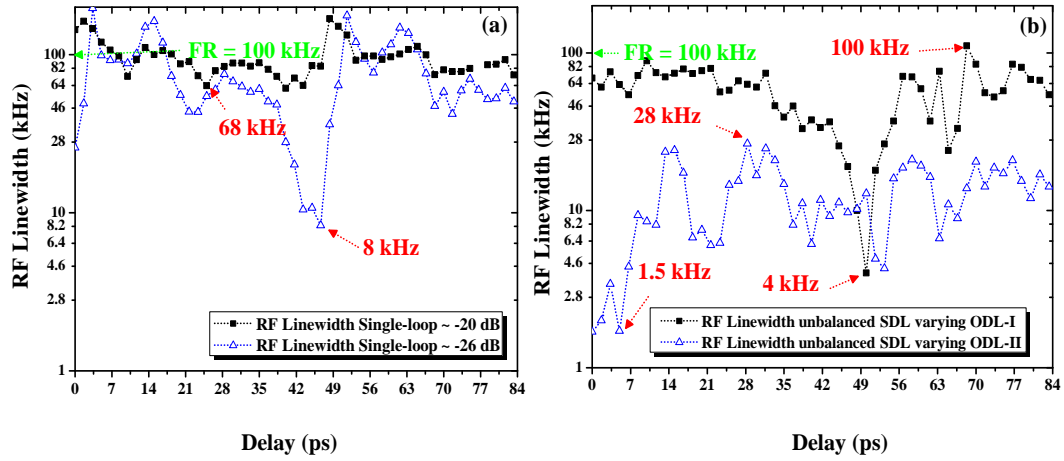 (a)
FR = 100 kHz
68 kHz
8 kHz
RF Linewidth Single-loop ~ -20 dB
RF Linewidth Single-loop ~ -26 dB
100
82
64
46
28
10
8.2
6.4
4.6
2.8
1
0 7 14 21 28 35 42 49 56 63 70 77 84
RF Linewidth (kHz)
Delay (ps)
(b)
FR = 100 kHz
100 kHz
28 kHz
1.5 kHz
4 kHz
RF Linewidth unbalanced SDL varying ODL-I
RF Linewidth unbalanced SDL varying ODL-II
100
82
64
46
28
10
8.2
6.4
4.6
2.8
1
0 7 14 21 28 35 42 49 56 63 70 77 84
RF Linewidth (kHz)
Delay (ps)